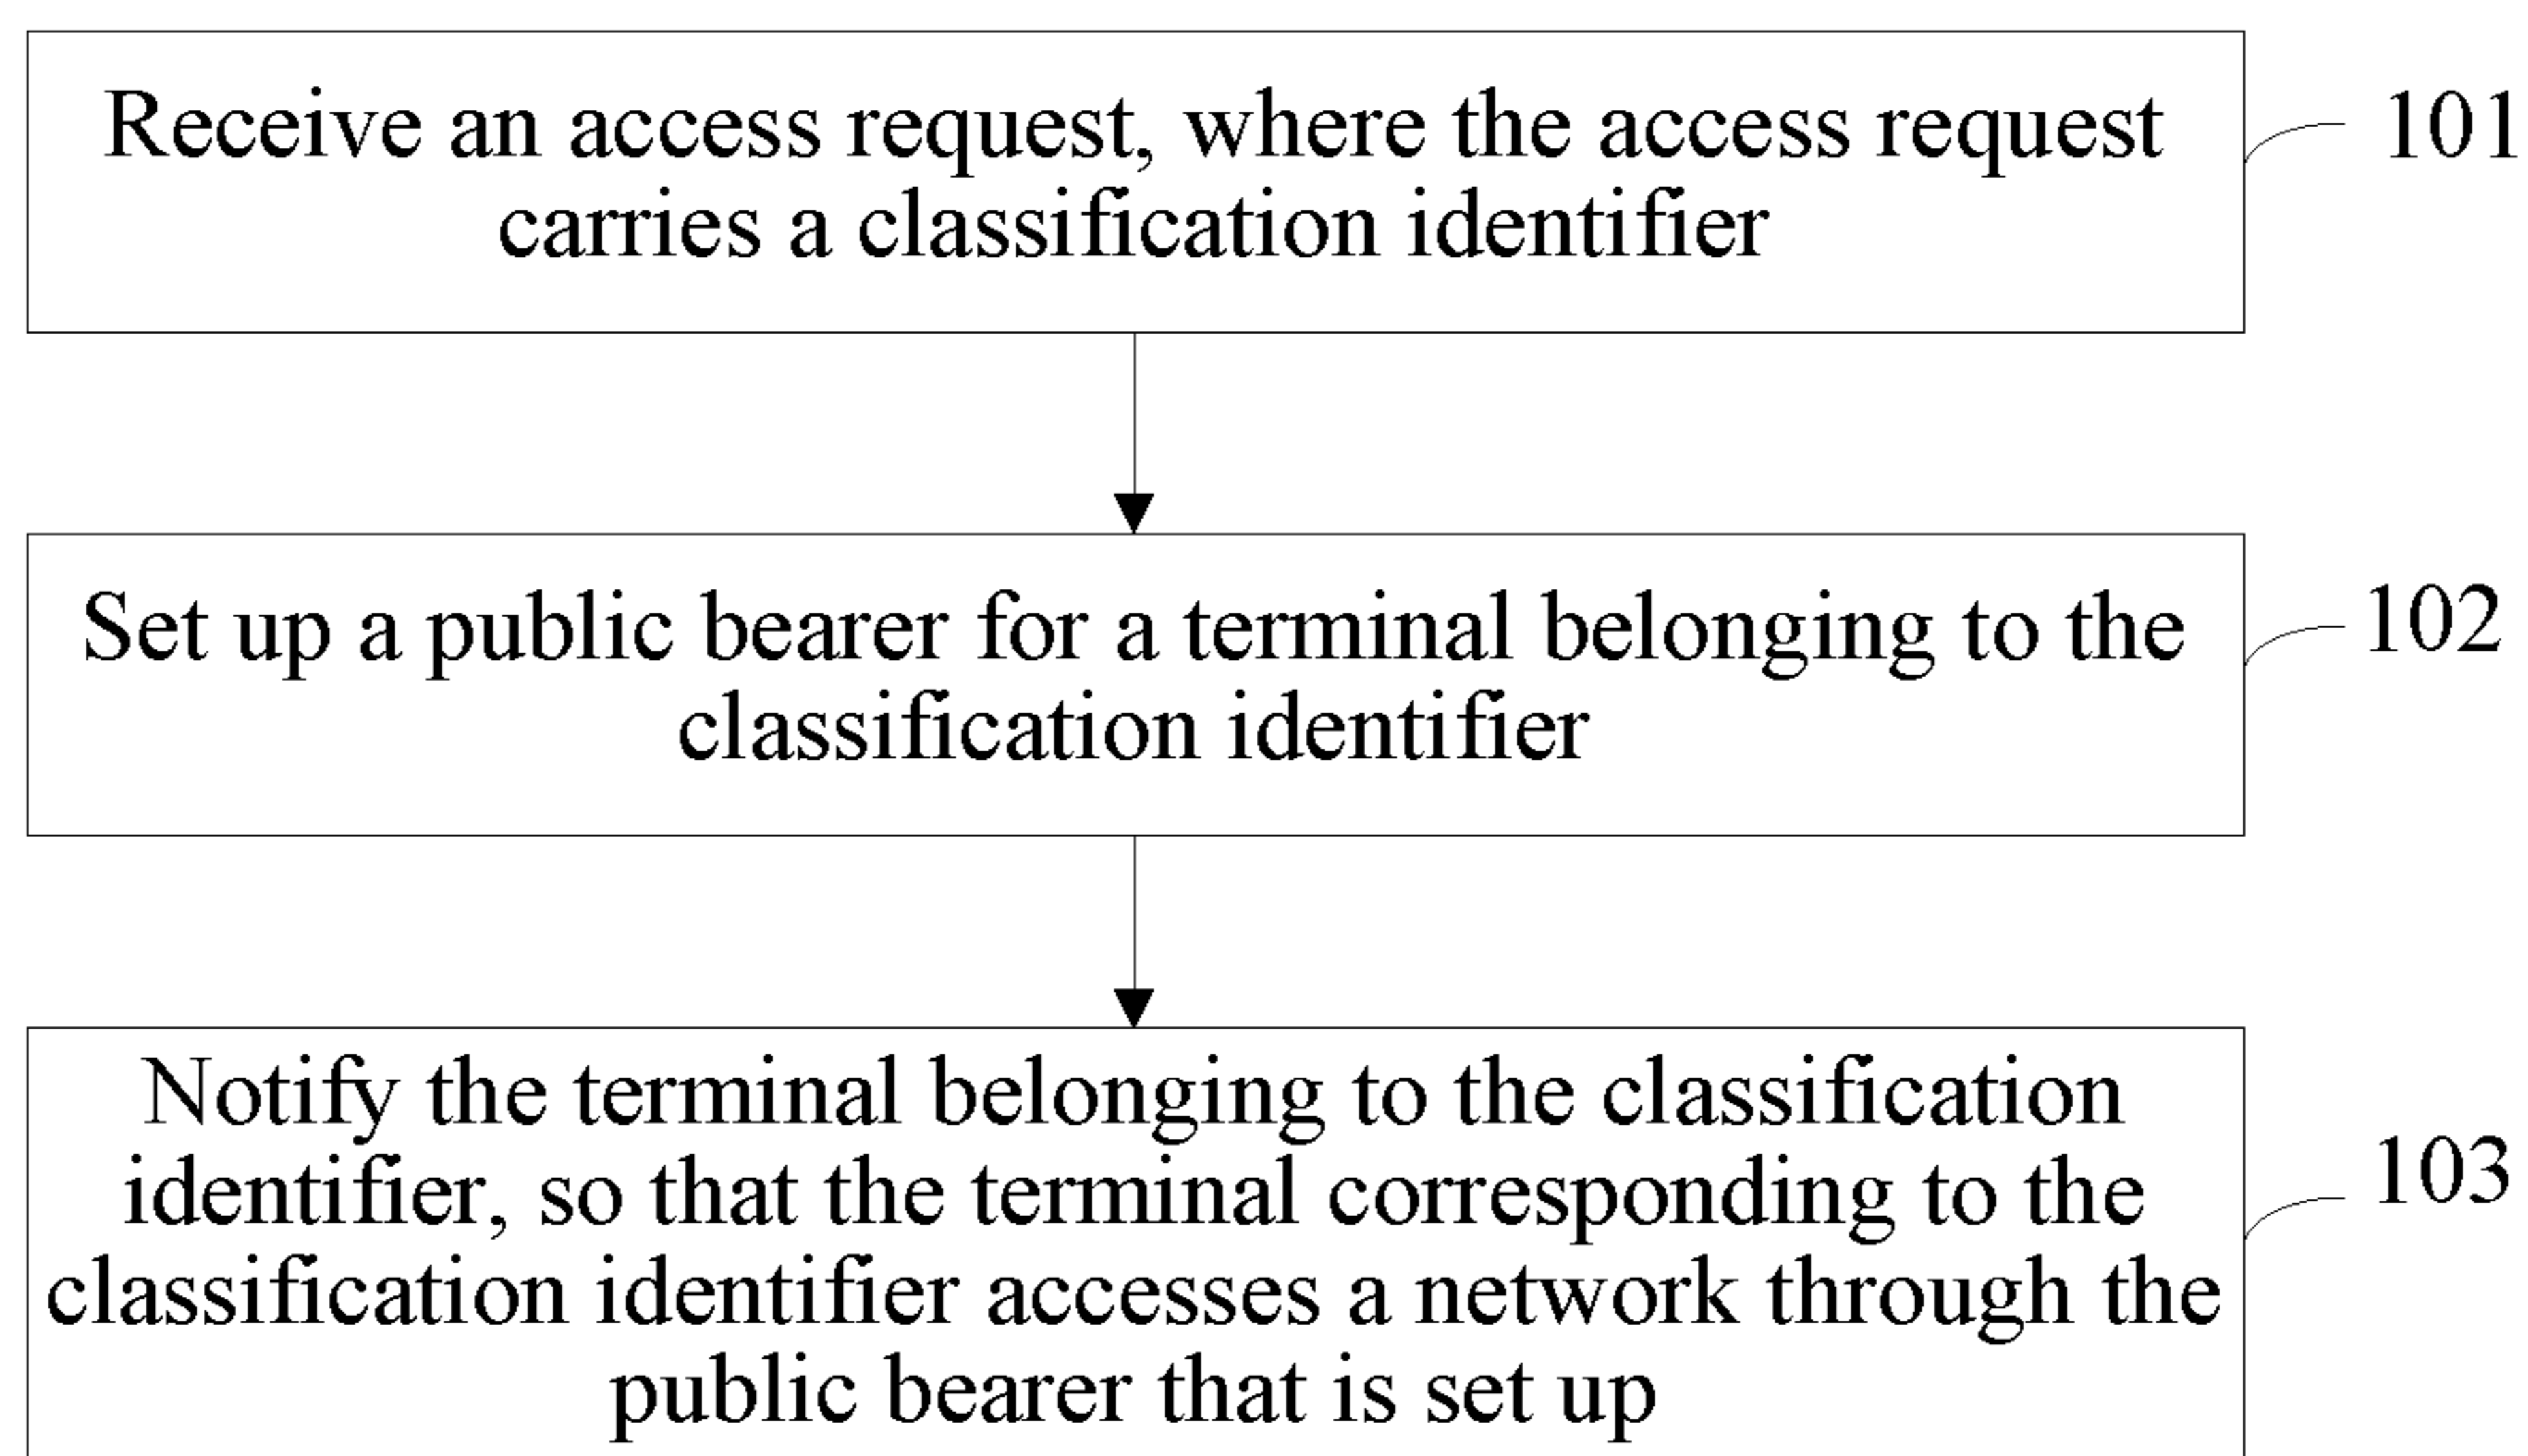 Receive an access request, where the access request
carries a classification identifier
101
Set up a public bearer for a terminal belonging to the
classification identifier
102
Notify the terminal belonging to the classification
identifier, so that the terminal corresponding to the
classification identifier accesses a network through the
public bearer that is set up
103